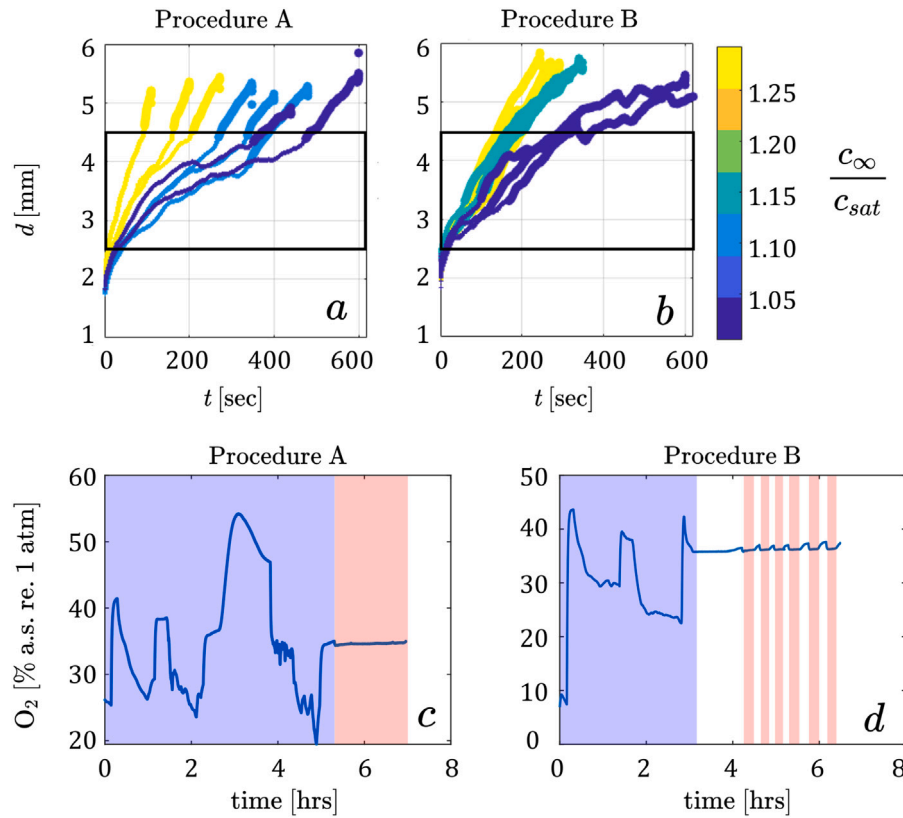 Procedure A
Procedure B
6
5
4
3
2
1
d [mm]
0
200
400
600
t [sec]
a
6
5
4
3
2
1
0
200
400
600
t [sec]
b
1.25
1.20
1.15
1.10
1.05
c∞
csat
Procedure A
Procedure B
60
50
40
30
20
O2 [% a.s. re. 1 atm]
0
2
4
6
8
time [hrs]
c
50
40
30
20
10
0
0
2
4
6
8
time [hrs]
d